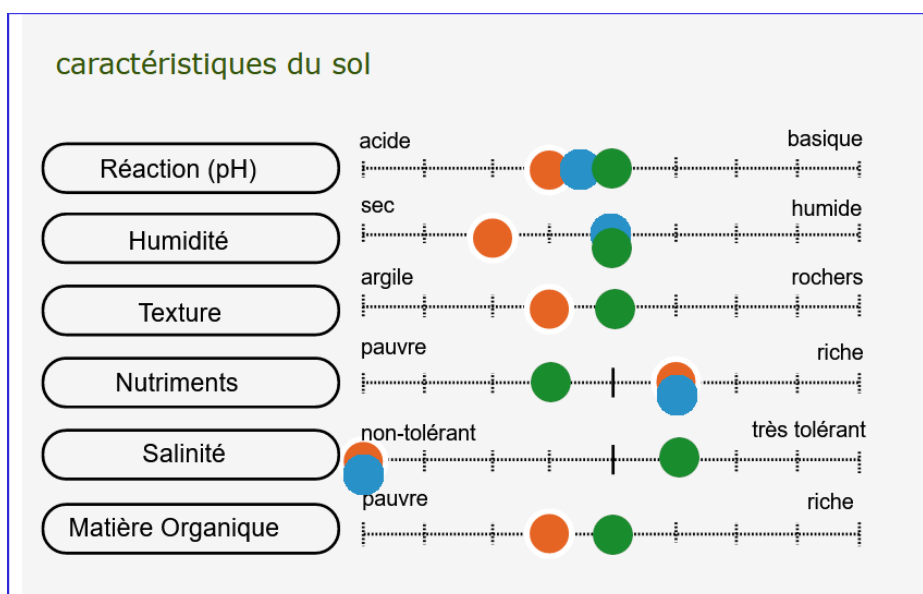 caractéristiques du sol
acide
basique
Réaction (pH)
sec
humide
Humidité
argile
rochers
Texture
pauvre
riche
Nutriments
non-tolérant
très tolérant
Salinité
pauvre
riche
Matière Organique